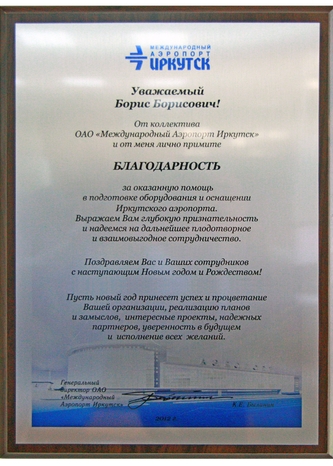 МЕЖДУНАРОДНЫЙ
АЭРОПОРТ
ИРКУТСК
Уважаемый
Борис Борисович!
От коллектива
ОАО «Международный Аэропорт Иркутск»
и от меня лично примите
БЛАГОДАРНОСТЬ
за оказанную помощь
в подготовке оборудования и оснащении
Иркутского аэропорта.
Выражаем Вам глубокую признательность
и надеемся на дальнейшее плодотворное
и взаимовыгодное сотрудничество.
Поздравляем Вас и Ваших сотрудников
с наступающим Новым годом и Рождеством!
Пусть новый год принесет успех и процветание
Вашей организации, реализацию планов
и замыслов, интересные проекты, надежных
партнеров, уверенность в будущем
и исполнение всех желаний.
Генеральный
Директор ОАО
«Международный
Аэропорт Иркутск»